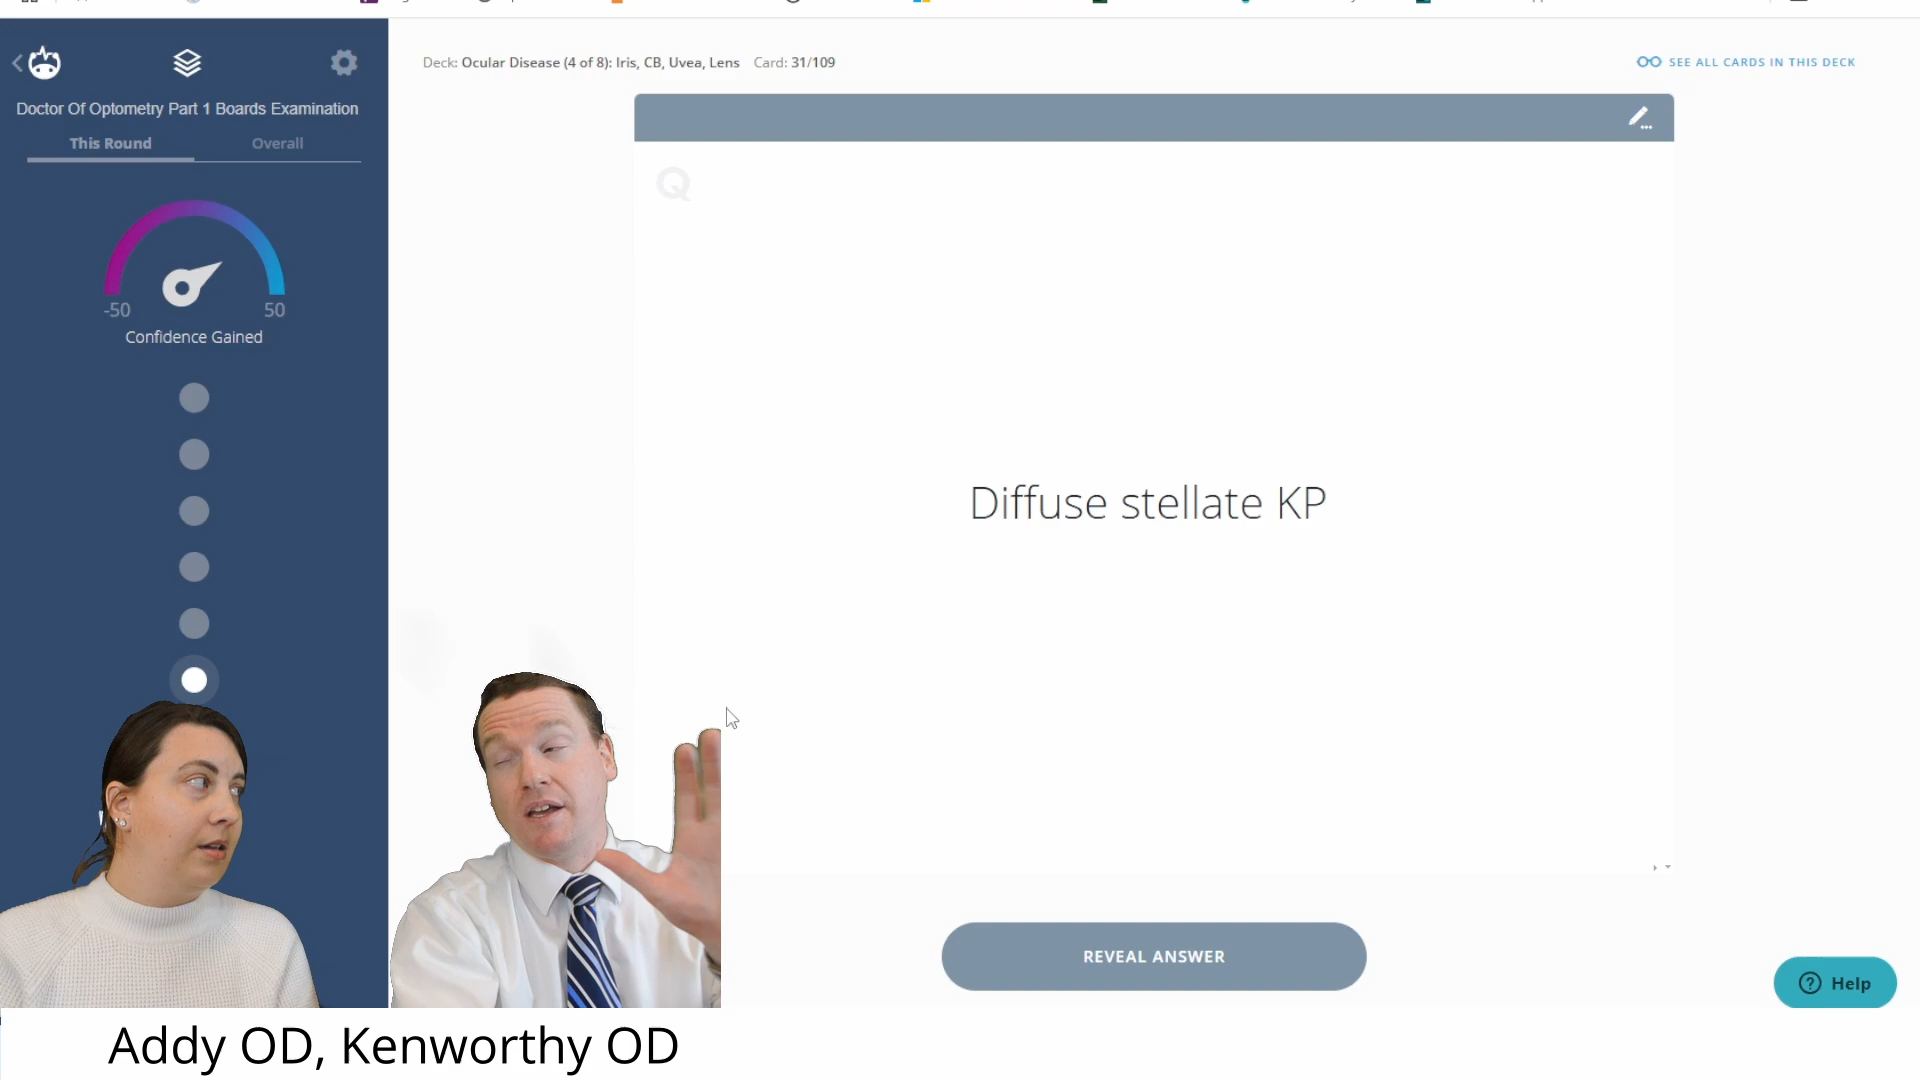 Deck: Ocular Disease (4 of 8): Iris, CB, Uvea, Lens Card: 31/109
SEE ALL CARDS IN THIS DECK
Doctor Of Optometry Part 1 Boards Examination
This Round Overall
-50 50
Confidence Gained
Q
Diffuse stellate KP
REVEAL ANSWER
? Help
Addy OD, Kenworthy OD